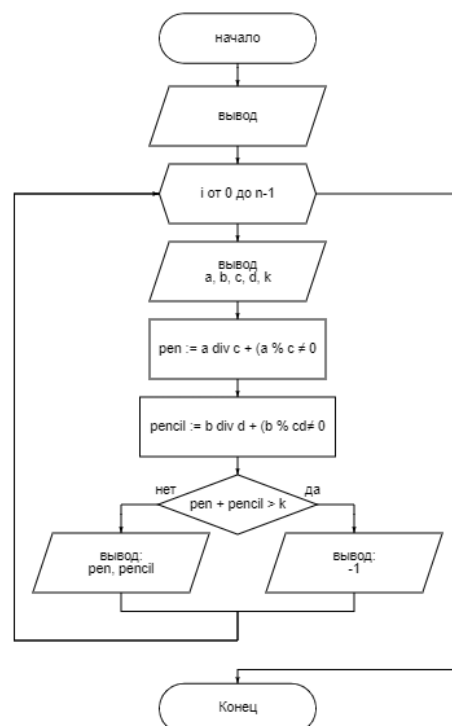 начало
вывод
i от 0 до n-1
вывод
a, b, c, d, k
pen := a div c + (a % c ≠ 0
pencil := b div d + (b % cd≠ 0
нет
да
pen + pencil > k
вывод:
pen, pencil
вывод:
-1
Конец